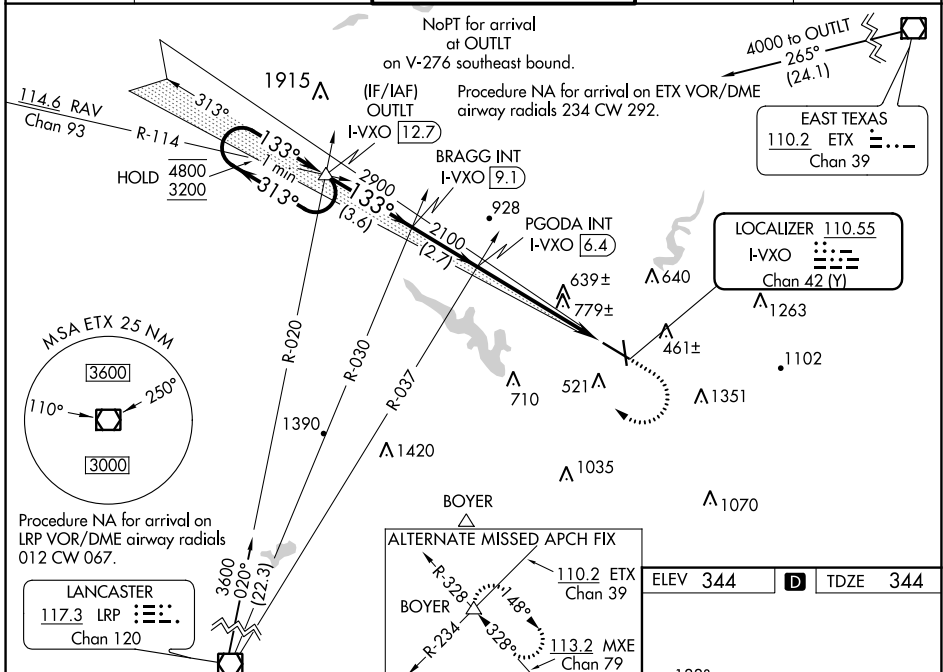 NoPT for arrival
at OUTLT
on V-276 southeast bound.
4000 to OUTLT
265°
(24.1)
1915
(IF/IAF)
OUTLT
I-VXO 12.7
Procedure NA for arrival on ETX VOR/DME
airway radials 234 CW 292.
EAST TEXAS
110.2 ETX
Chan 39
114.6 RAV
Chan 93
R-114
313°
133°
1 min
313°
HOLD 4800
3200
2900
133°
(3.6)
BRAGG INT
I-VXO 9.1
928
2100
(2.7)
PGODA INT
I-VXO 6.4
LOCALIZER 110.55
I-VXO
Chan 42 (Y)
639±
779±
640
1263
461±
1102
521
710
1351
MSA ETX 25 NM
3600
110°
250°
3000
R-020
R-030
R-037
1390
1420
1035
1070
Procedure NA for arrival on
LRP VOR/DME airway radials
012 CW 067.
3600
020°
(22.3)
LANCASTER
117.3 LRP
Chan 120
BOYER
ALTERNATE MISSED APCH FIX
110.2 ETX
Chan 39
R-328
BOYER
148°
328°
R-234
113.2 MXE
Chan 79
ELEV 344
D
TDZE 344